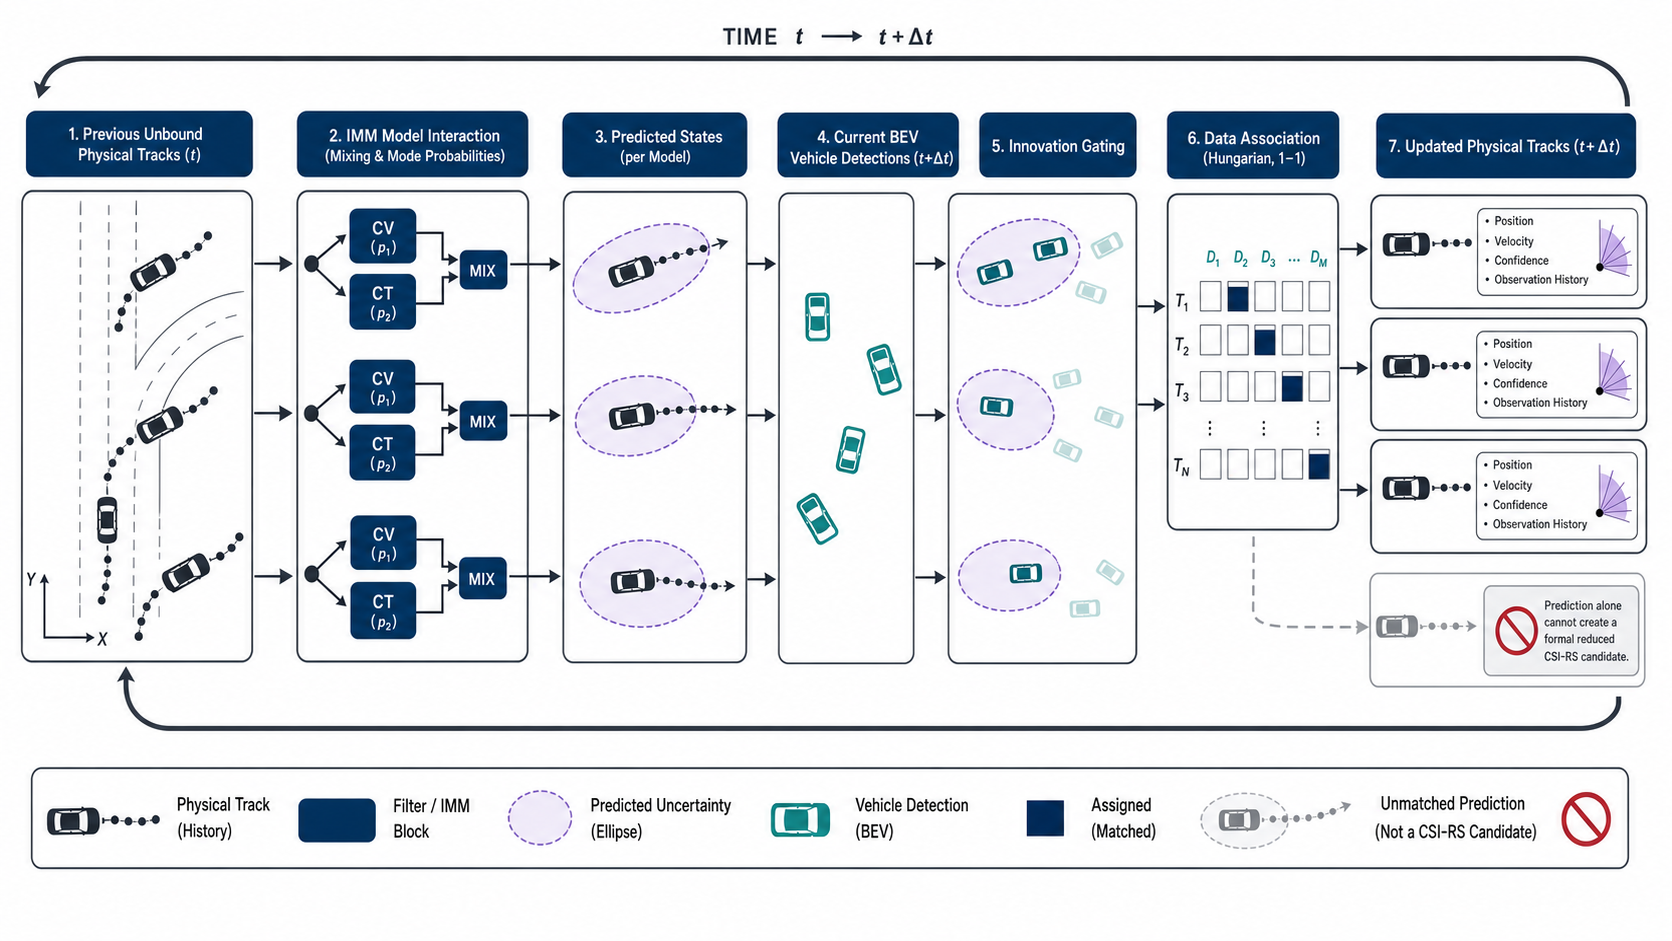 TIME t → t + Δt
1. Previous Unbound
Physical Tracks (t)
2. IMM Model Interaction
(Mixing & Mode Probabilities)
3. Predicted States
(per Model)
4. Current BEV
Vehicle Detections (t+Δt)
5. Innovation Gating
6. Data Association
(Hungarian, 1–1)
7. Updated Physical Tracks (t + Δt)
Y
X
CV
(p1)
CT
(p2)
MIX
CV
(p1)
CT
(p2)
MIX
CV
(p1)
CT
(p2)
MIX
D1 D2 D3 ... DM
T1
T2
T3
⋮ ⋮ ⋮
TN
• Position
• Velocity
• Confidence
• Observation History
• Position
• Velocity
• Confidence
• Observation History
• Position
• Velocity
• Confidence
• Observation History
Prediction alone
cannot create a
formal reduced
CSI-RS candidate.
Physical Track
(History)
Filter / IMM
Block
Predicted Uncertainty
(Ellipse)
Vehicle Detection
(BEV)
Assigned
(Matched)
Unmatched Prediction
(Not a CSI-RS Candidate)